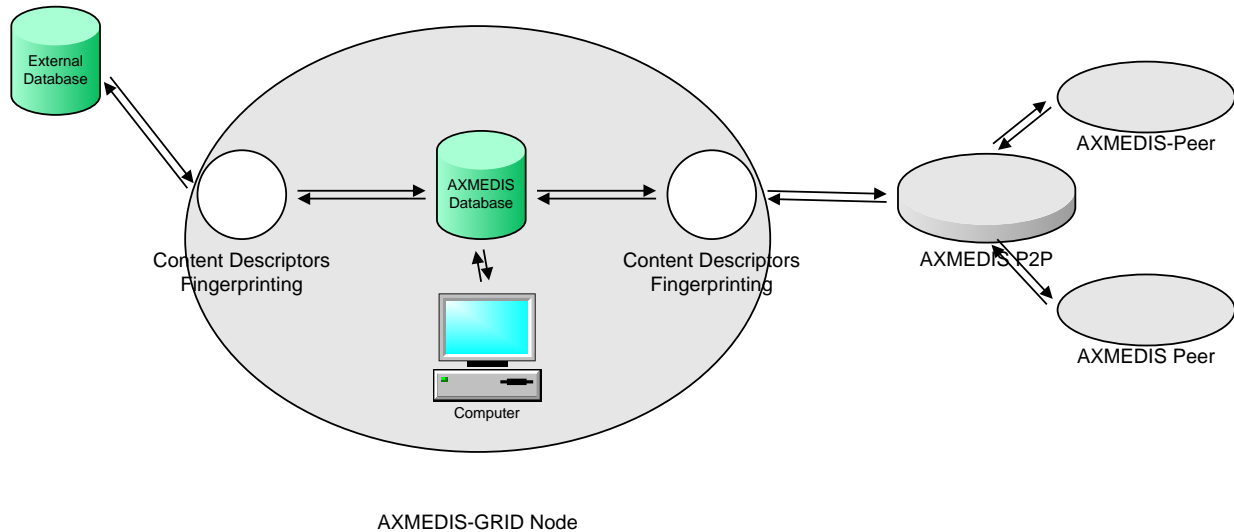 External
Database
AXMEDIS-Peer
AXMEDIS
Database
Content Descriptors
Fingerprinting
Content Descriptors
Fingerprinting
AXMEDIS P2P
AXMEDIS Peer
Computer
AXMEDIS-GRID Node